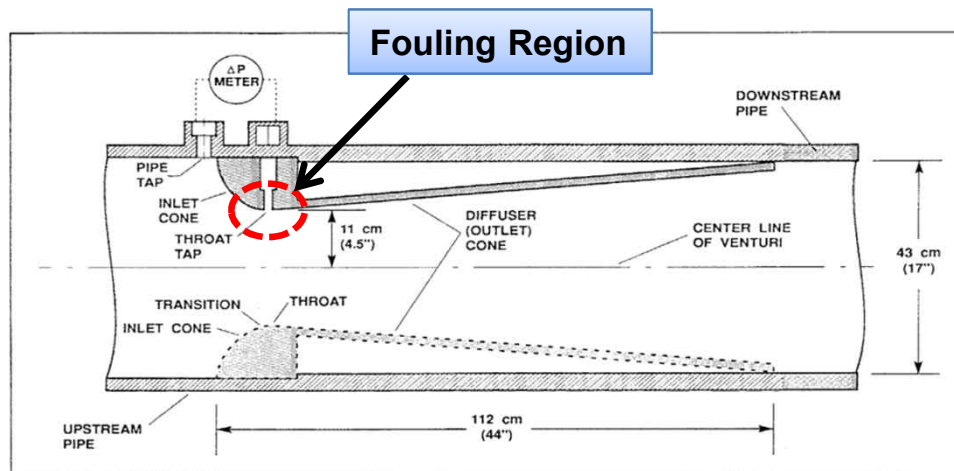 Fouling Region
ΔP
METER
DOWNSTREAM
PIPE
PIPE
TAP
INLET
CONE
THROAT
TAP
11 cm
(4.5")
DIFFUSER
(OUTLET)
CONE
CENTER LINE
OF VENTURI
43 cm
(17")
TRANSITION
THROAT
INLET CONE
UPSTREAM
PIPE
112 cm
(44")